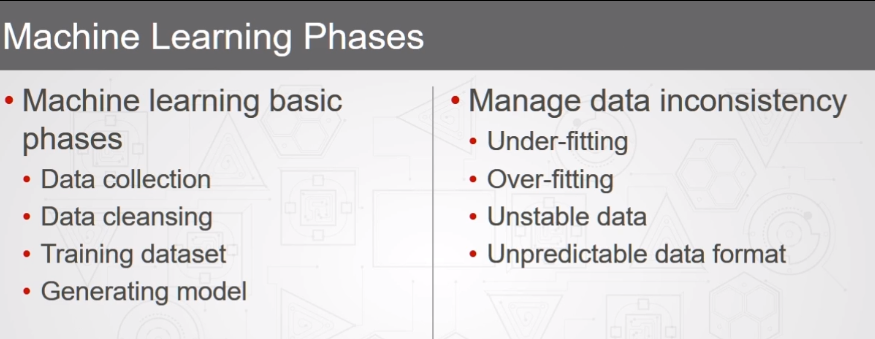 Machine Learning Phases
• Machine learning basic
phases
• Data collection
• Data cleansing
• Training dataset
• Generating model
• Manage data inconsistency
• Under-fitting
• Over-fitting
• Unstable data
• Unpredictable data format